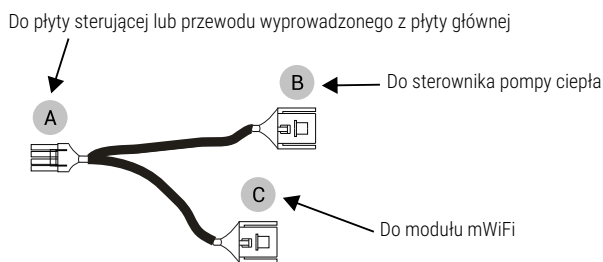 Do płyty sterującej lub przewodu wyprowadzonego z płyty głównej
B
Do sterownika pompy ciepła
A
C
Do modułu mWiFi